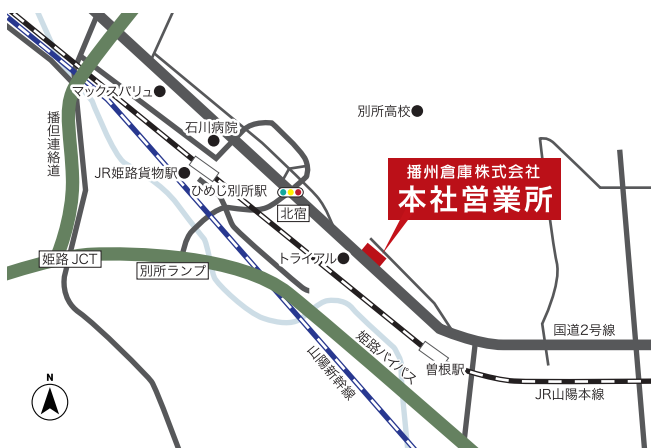 マックスバリュ
別所高校
播但連絡道
石川病院
播州倉庫株式会社
本社営業所
JR姫路貨物駅
ひめじ別所駅
北宿
姫路 JCT
別所ランプ
トライアル
国道2号線
姫路バイパス
山陽新幹線
曽根駅
JR山陽本線
N